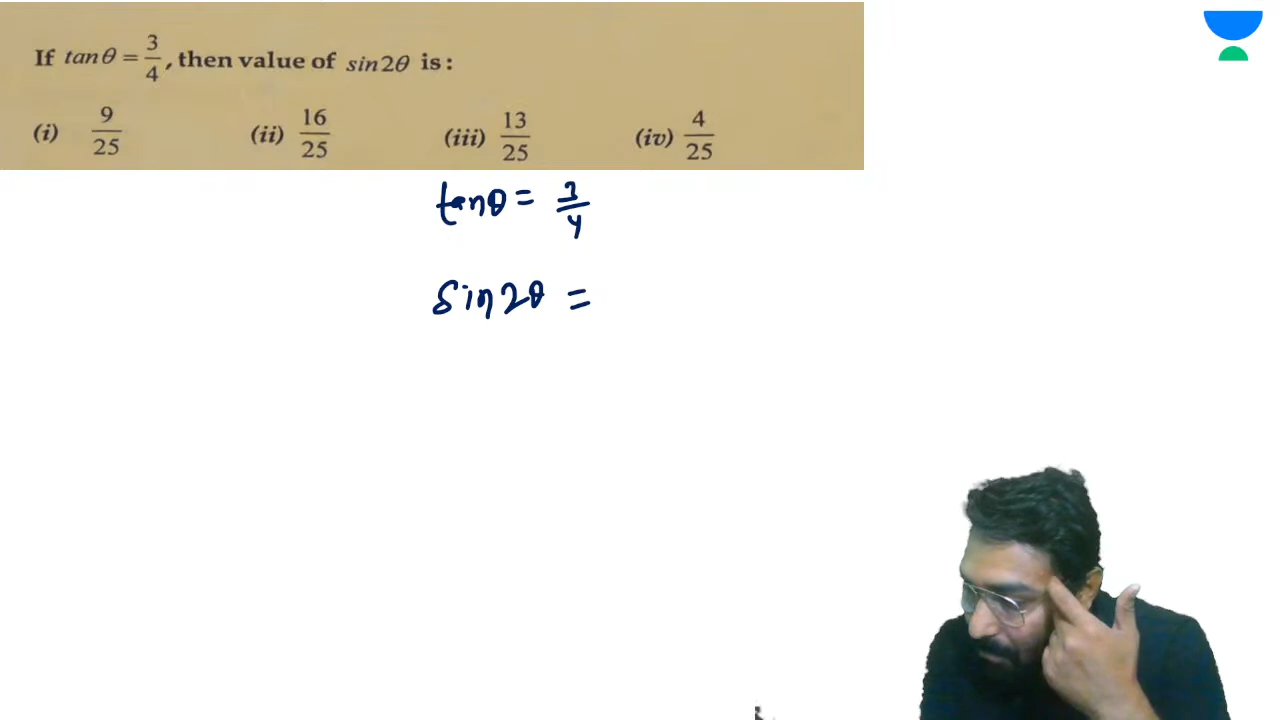 If tanθ = 3/4, then value of sin2θ is:
(i) 9/25 (ii) 16/25 (iii) 13/25 (iv) 4/25
tanθ = 3/4
sin2θ =